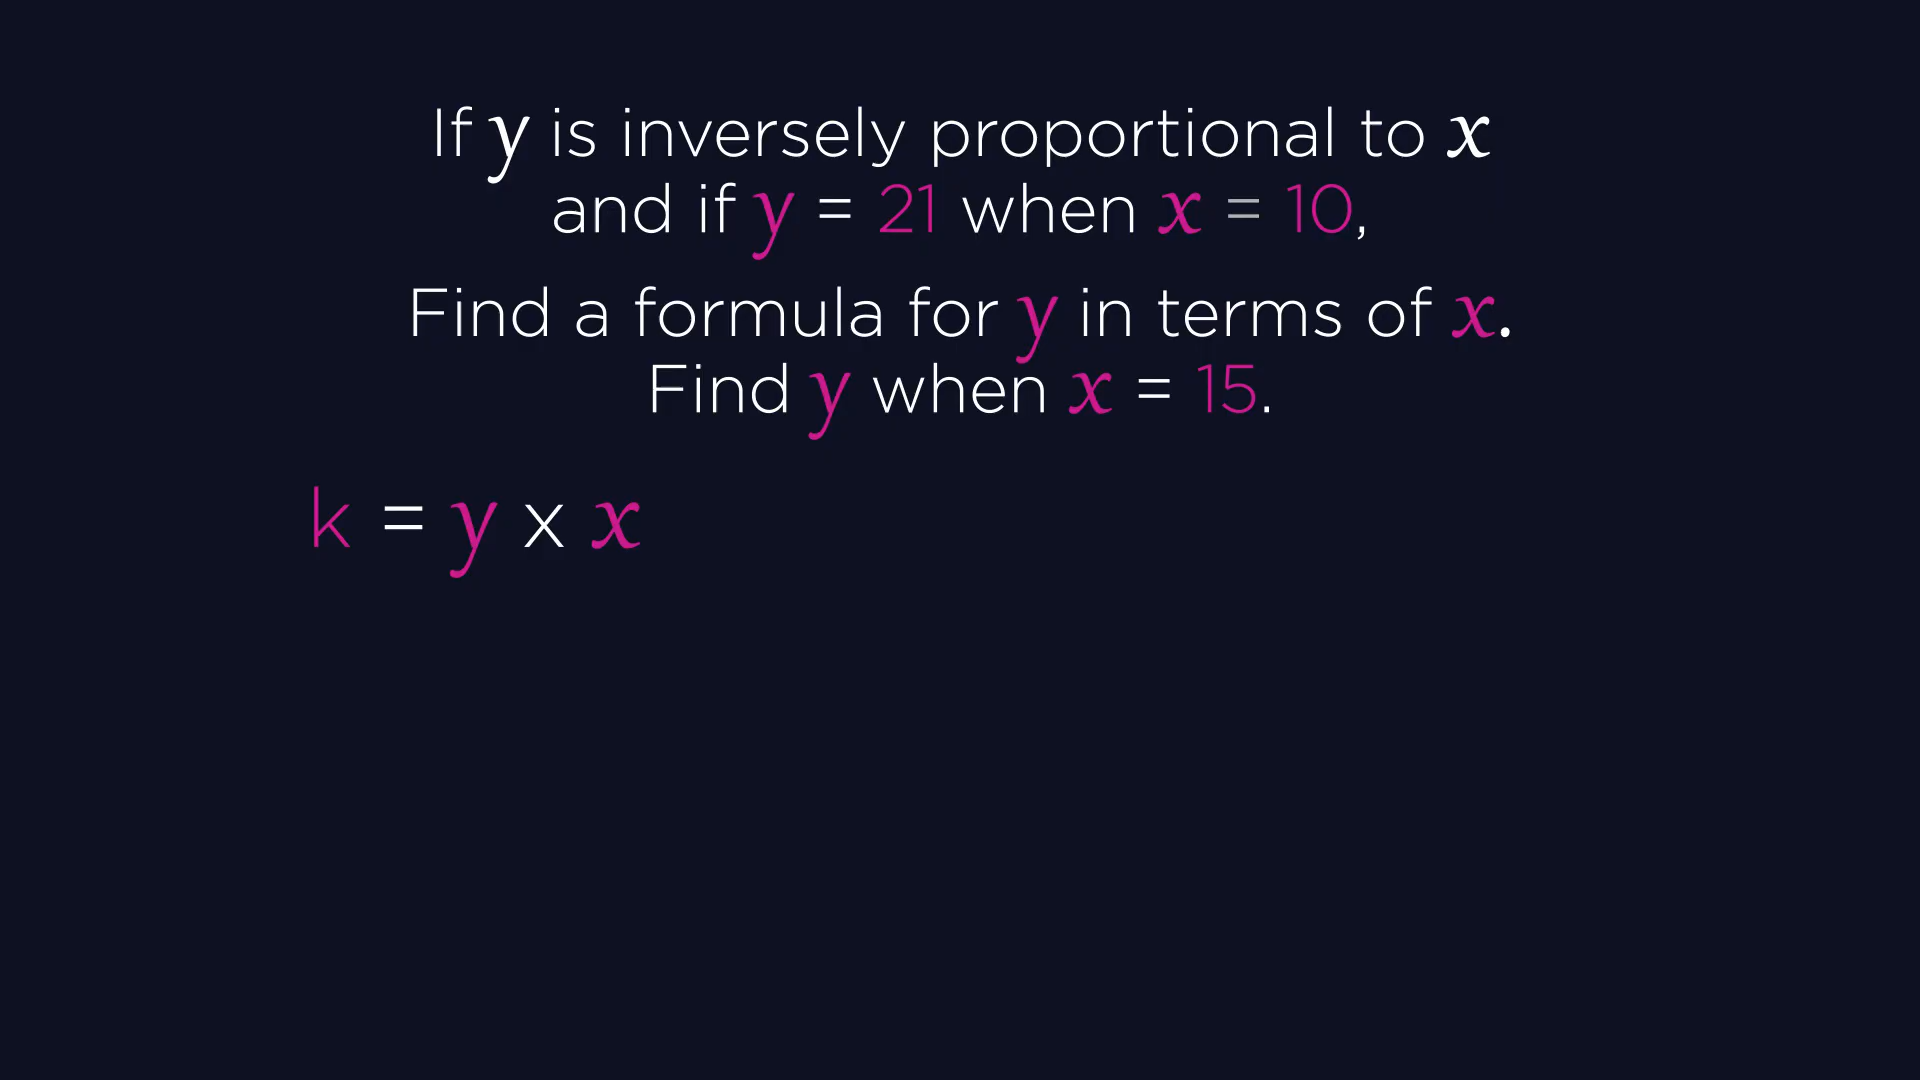 If y is inversely proportional to x
and if y = 21 when x = 10,
Find a formula for y in terms of x.
Find y when x = 15.
k = y x x